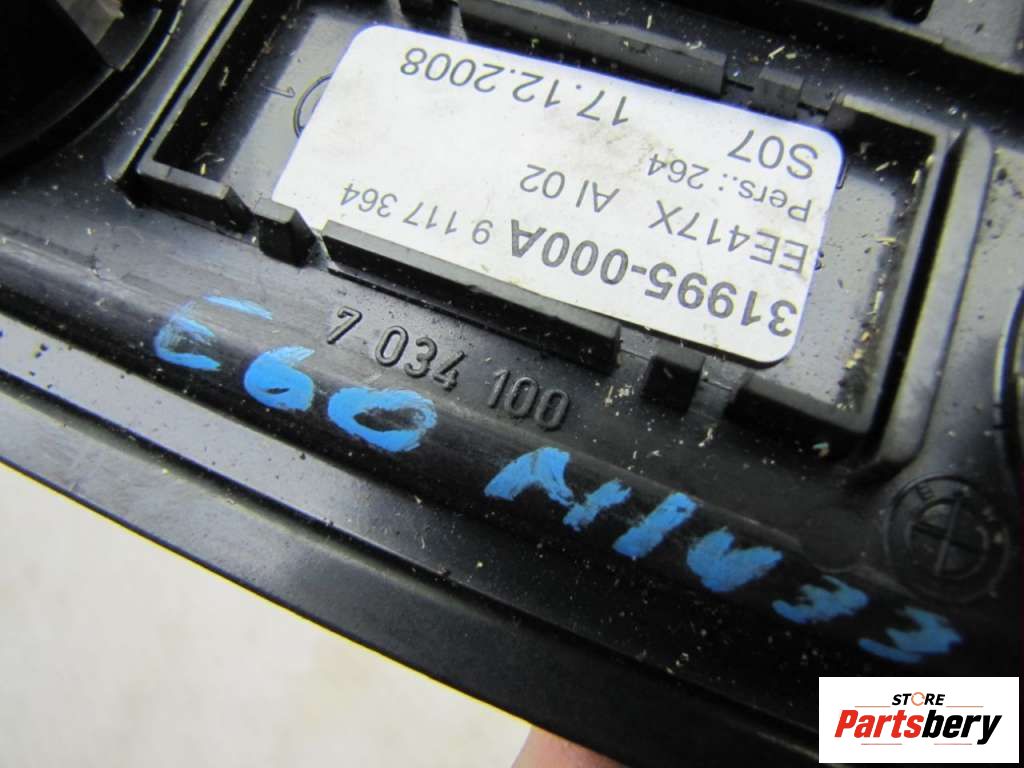 31995-000A 9 117 364
EE417X AI 02
Pers.: 264
S07 17.12.2008
7 034 100
E60
STORE
Partsbery